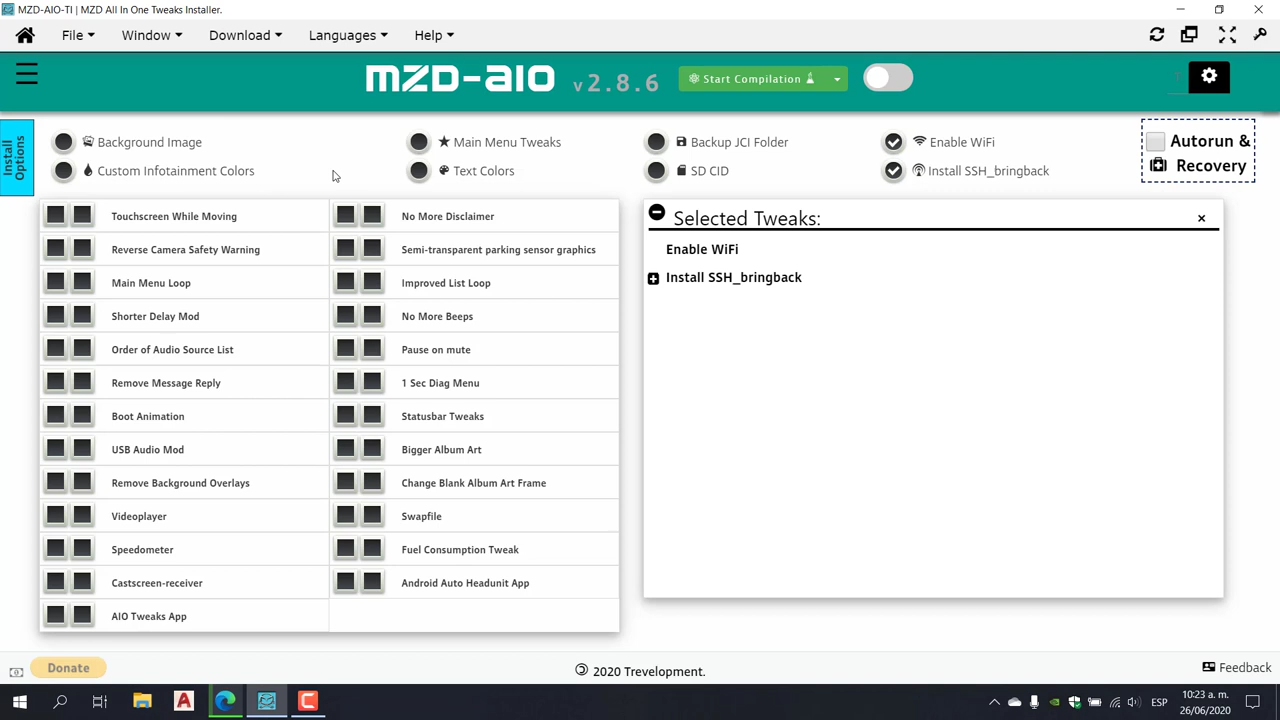 MZD-AIO-TI | MZD All In One Tweaks Installer.
File Window Download Languages Help
MZD-AIO v 2.8.6 Start Compilation
Install Options
Background Image
Main Menu Tweaks
Backup JCI Folder
Enable WiFi
Custom Infotainment Colors
Text Colors
SD CID
Install SSH_bringback
Autorun &
Recovery
Touchscreen While Moving
No More Disclaimer
Reverse Camera Safety Warning
Semi-transparent parking sensor graphics
Main Menu Loop
Improved List Loop
Shorter Delay Mod
No More Beeps
Order of Audio Source List
Pause on mute
Remove Message Reply
1 Sec Diag Menu
Boot Animation
Statusbar Tweaks
USB Audio Mod
Bigger Album Art
Remove Background Overlays
Change Blank Album Art Frame
Videoplayer
Swapfile
Speedometer
Fuel Consumption Tweak
Castscreen-receiver
Android Auto Headunit App
AIO Tweaks App
Selected Tweaks:
Enable WiFi
Install SSH_bringback
Donate
2020 Trevelopment.
Feedback
ESP
10:23 a. m.
26/06/2020